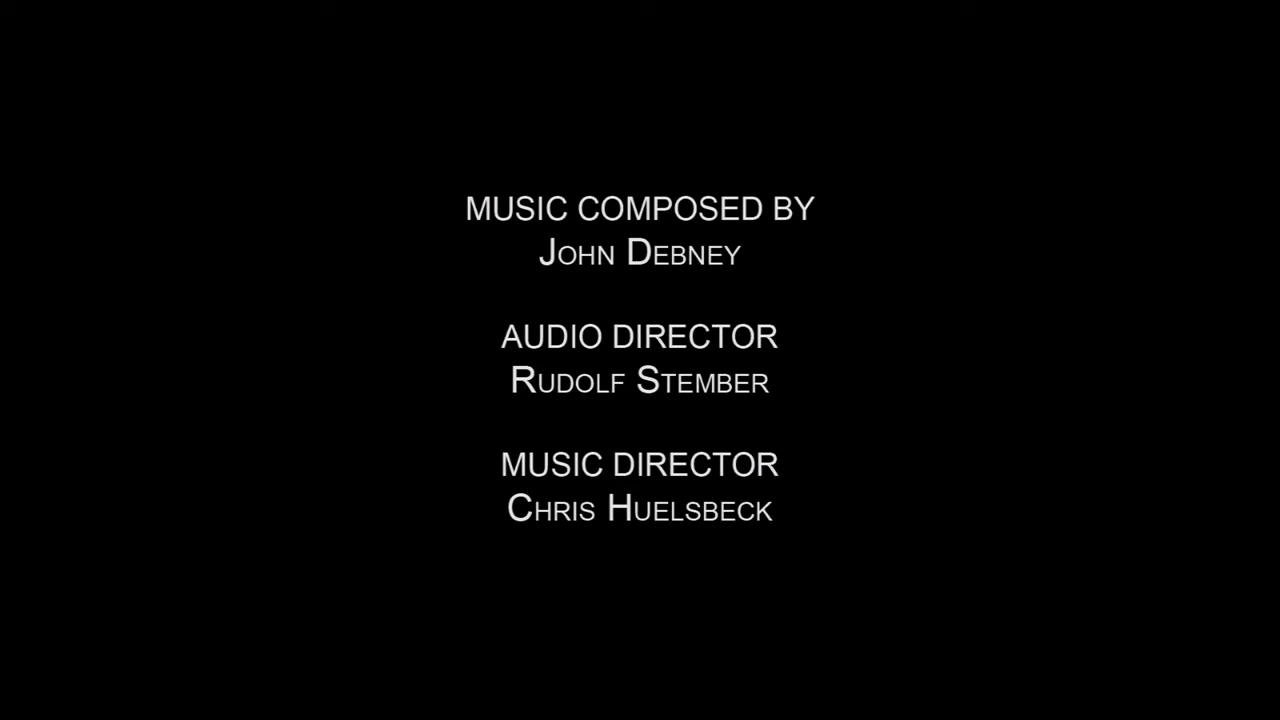 MUSIC COMPOSED BY
John Debney
AUDIO DIRECTOR
Rudolf Stember
MUSIC DIRECTOR
Chris Huelsbeck